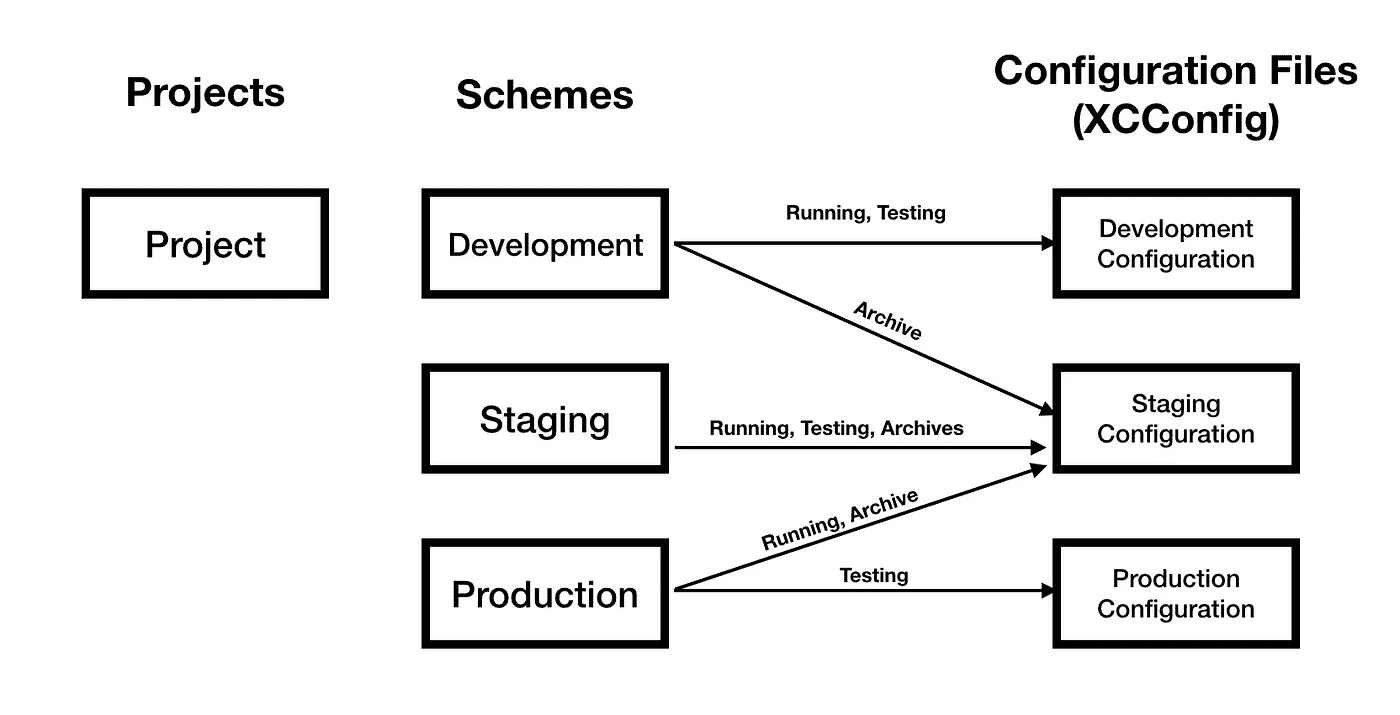 Projects
Schemes
Configuration Files
(XCConfig)
Project
Development
Running, Testing
Development
Configuration
Archive
Staging
Running, Testing, Archives
Staging
Configuration
Running, Archive
Production
Testing
Production
Configuration